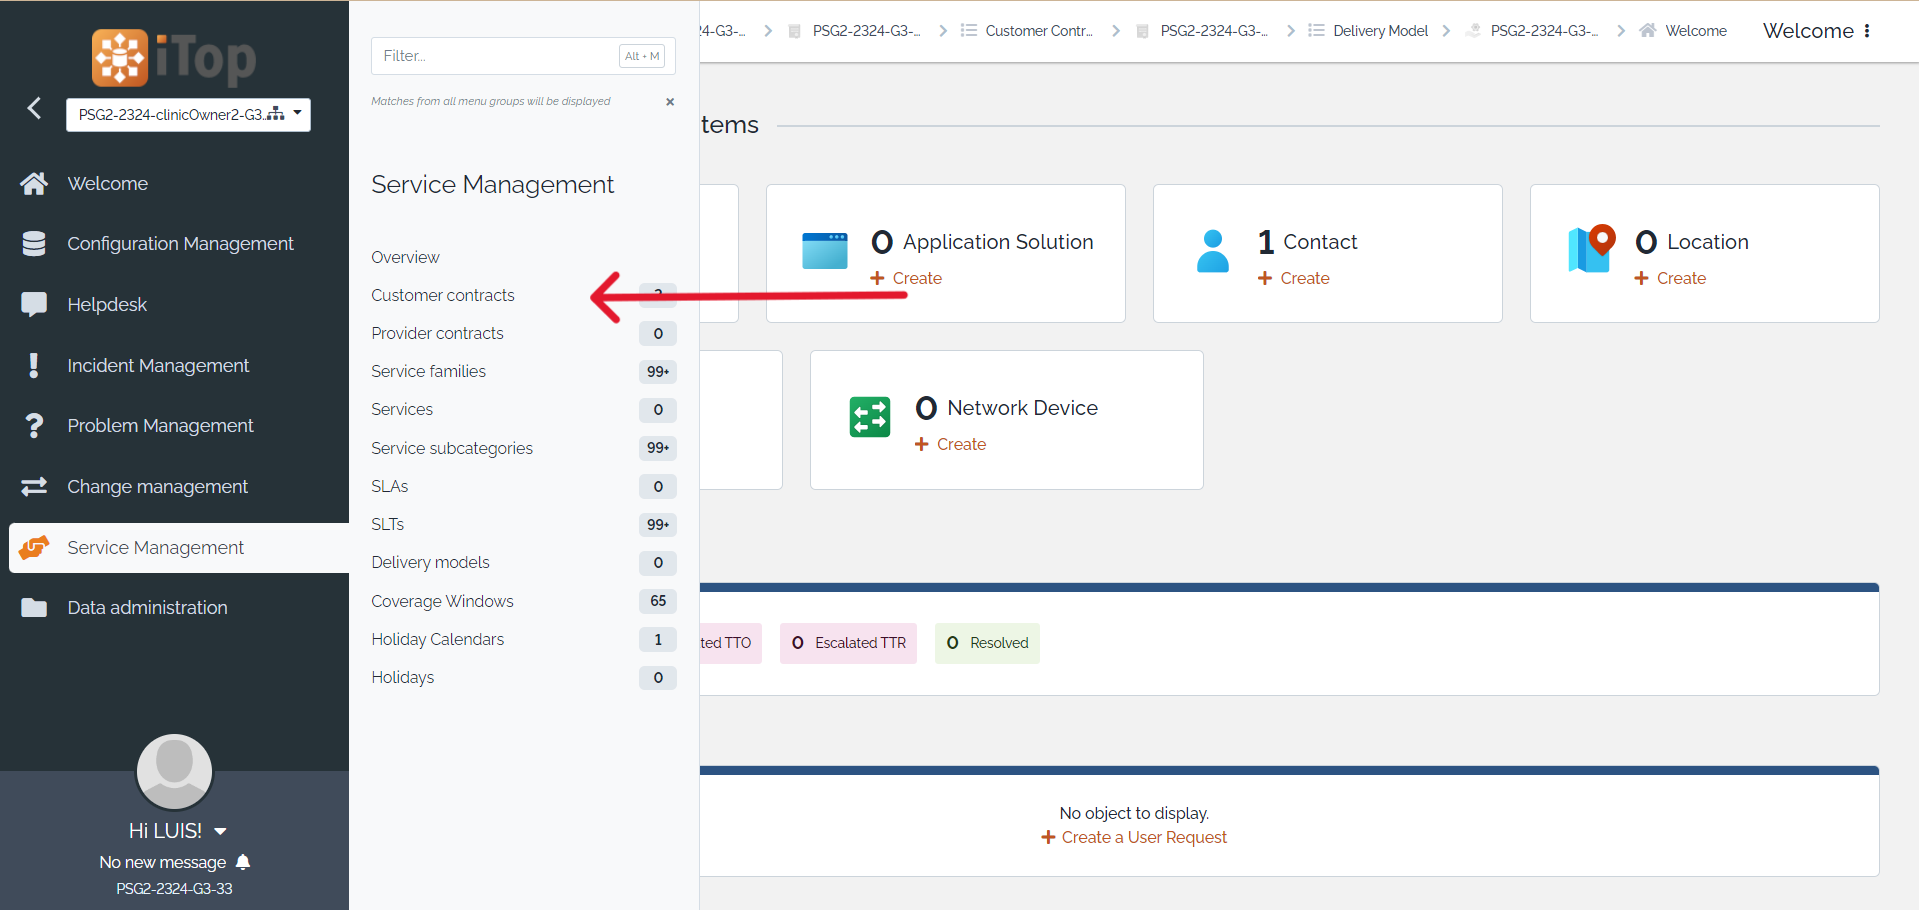 iTop
PSG2-2324-clinicOwner2-G3...
Welcome
Configuration Management
Helpdesk
Incident Management
Problem Management
Change management
Service Management
Data administration
Hi LUIS!
No new message
PSG2-2324-G3-33
Filter...
Alt + M
Matches from all menu groups will be displayed
Service Management
Overview
Customer contracts
Provider contracts 0
Service families 99+
Services 0
Service subcategories 99+
SLAs 0
SLTs 99+
Delivery models 0
Coverage Windows 65
Holiday Calendars 1
Holidays 0
4-G3-...
PSG2-2324-G3-...
Customer Contr...
PSG2-2324-G3-...
Delivery Model
PSG2-2324-G3-...
Welcome
Welcome
tems
0 Application Solution
+ Create
1 Contact
+ Create
0 Location
+ Create
0 Network Device
+ Create
ted TTO
0 Escalated TTR
0 Resolved
No object to display.
+ Create a User Request